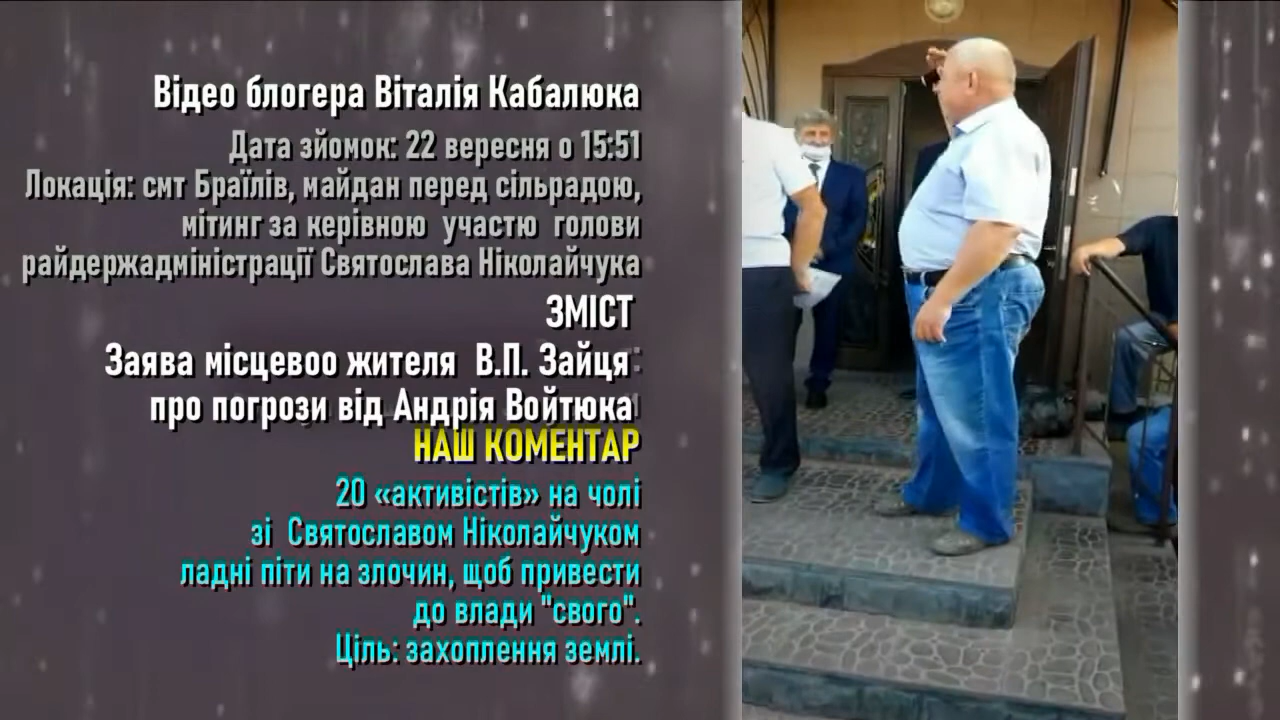 Відео блогера Віталія Кабалюка
Дата зйомок: 22 вересня о 15:51
Локація: смт Браїлів, майдан перед сільрадою,
мітинг за керівною участю голови
райдержадміністрації Святослава Ніколайчука
ЗМІСТ
Заява місцевоо жителя В.П. Зайця :
про погрози від Андрія Войтюка
НАШ КОМЕНТАР
20 «активістів» на чолі
зі Святославом Ніколайчуком
ладні піти на злочин, щоб привести
до влади "свого".
Ціль: захоплення землі.